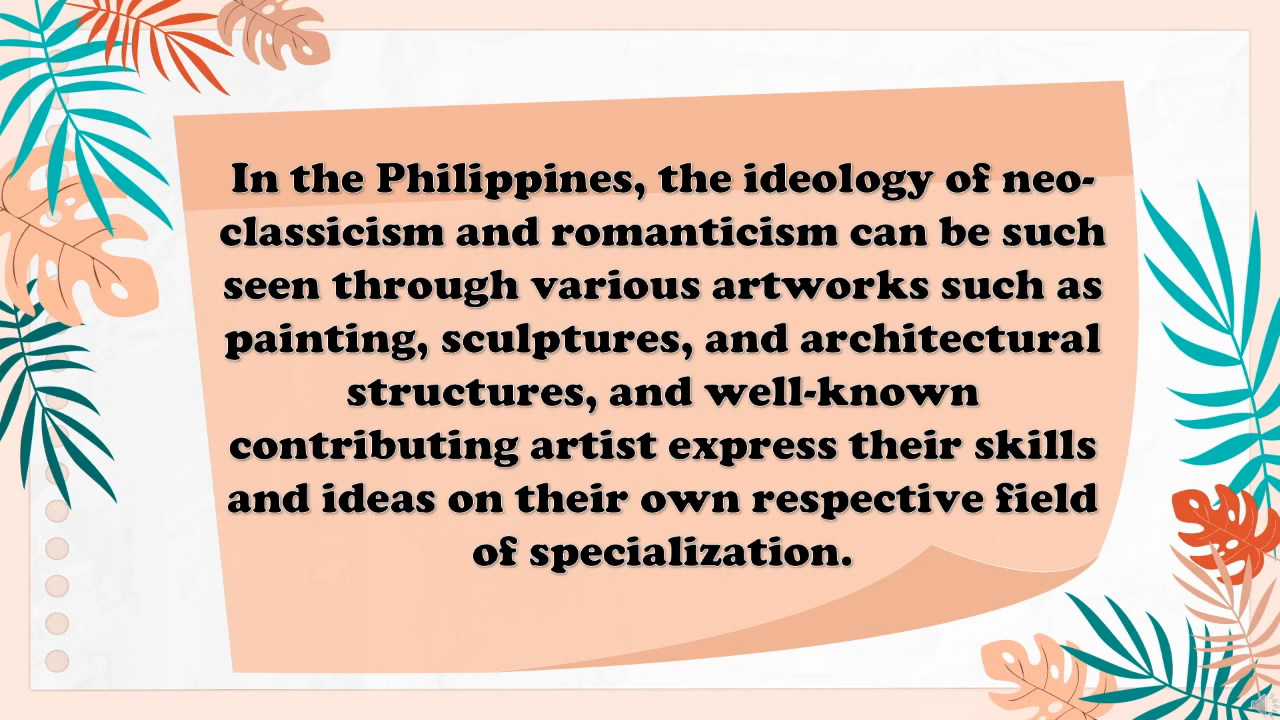 In the Philippines, the ideology of neo-
classicism and romanticism can be such
seen through various artworks such as
painting, sculptures, and architectural
structures, and well-known
contributing artist express their skills
and ideas on their own respective field
of specialization.